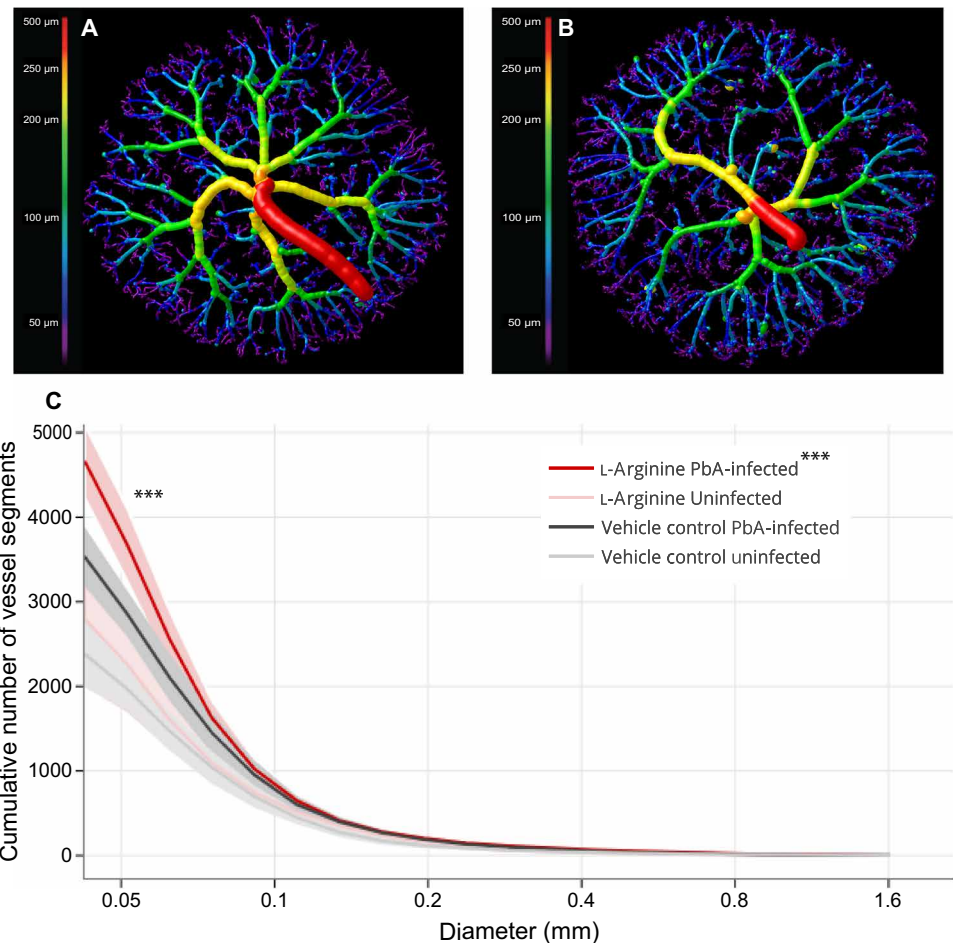 A
500 µm
250 µm
200 µm
100 µm
50 µm
B
500 µm
250 µm
200 µm
100 µm
50 µm
C
Cumulative number of vessel segments
5000
4000
3000
2000
1000
0
***
ʟ-Arginine PbA-infected***
ʟ-Arginine Uninfected
Vehicle control PbA-infected
Vehicle control uninfected
0.05 0.1 0.2 0.4 0.8 1.6
Diameter (mm)